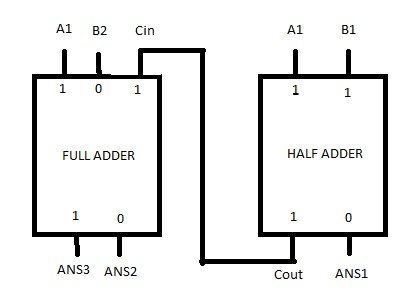 A1 B2 Cin A1 B1
1 0 1 1 1
FULL ADDER HALF ADDER
1 0 1 0
ANS3 ANS2 Cout ANS1